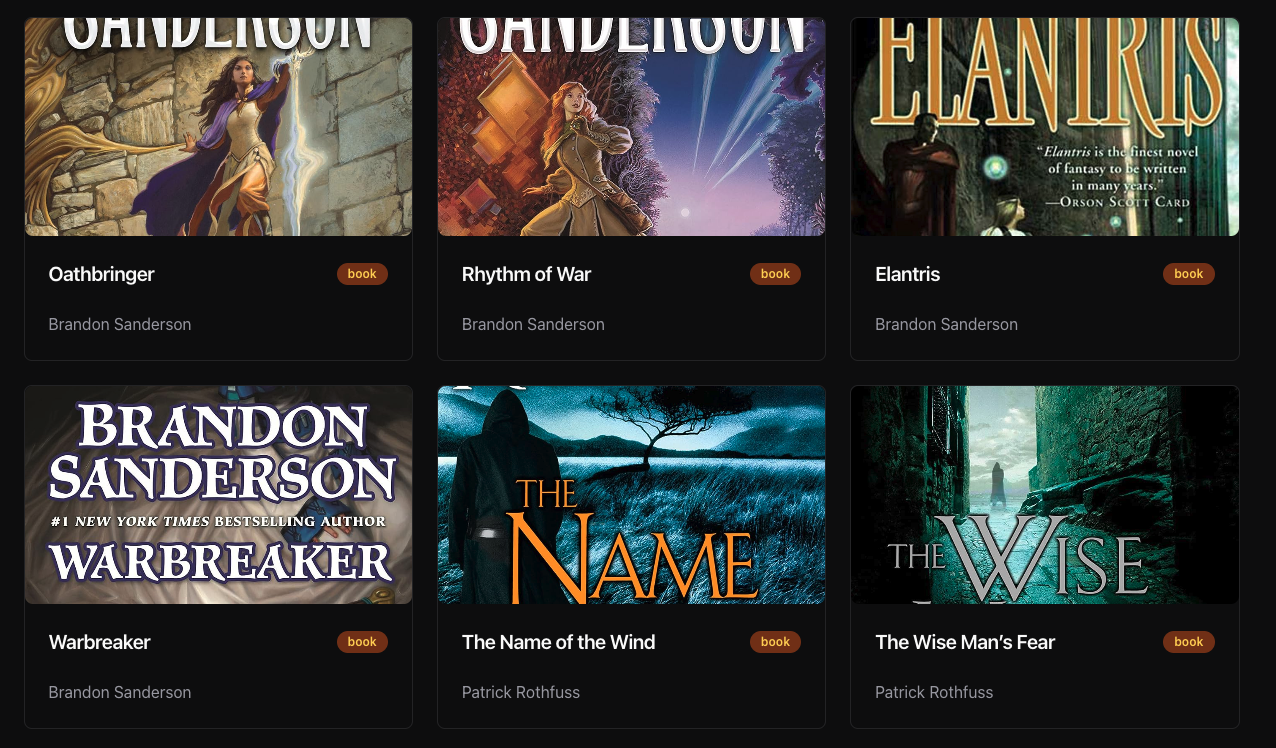 SANDERSON
SANDERSON
ELANTRIS
“Elantris is the finest novel
of fantasy to be written
in many years.”
—ORSON SCOTT CARD
Oathbringer
book
Rhythm of War
book
Elantris
book
Brandon Sanderson
Brandon Sanderson
Brandon Sanderson
BRANDON
SANDERSON
#1 NEW YORK TIMES BESTSELLING AUTHOR
WARBREAKER
THE
NAME
THE WISE
Warbreaker
book
The Name of the Wind
book
The Wise Man’s Fear
book
Brandon Sanderson
Patrick Rothfuss
Patrick Rothfuss